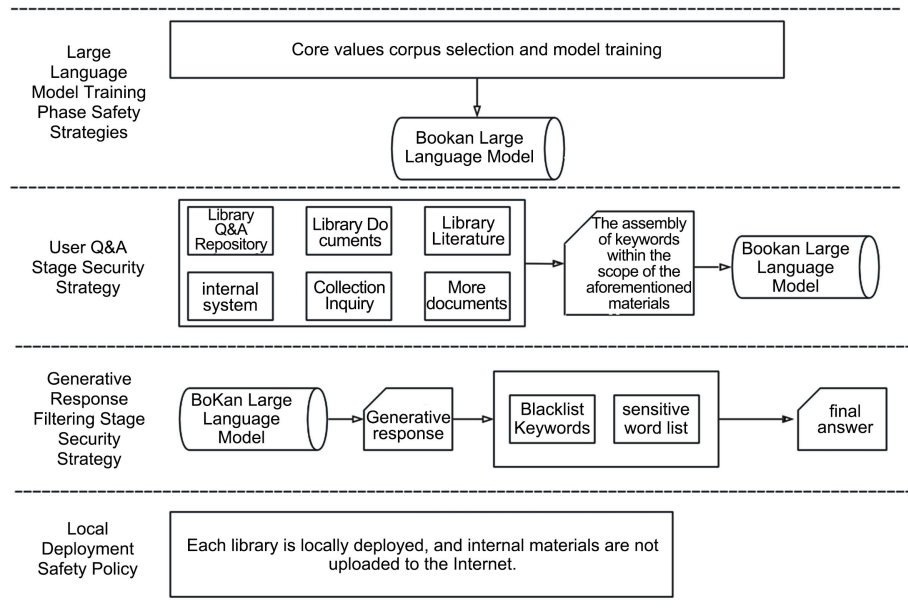 Large
Language
Model Training
Phase Safety
Strategies
Core values corpus selection and model training
Bookan Large
Language Model
User Q&A
Stage Security
Strategy
Library
Q&A
Repository
Library Do
cuments
Library
Literature
internal
system
Collection
Inquiry
More
documents
The assembly
of keywords
within the
scope of the
aforementioned
materials
Bookan Large
Language
Model
Generative
Response
Filtering Stage
Security
Strategy
BoKan Large
Language
Model
Generative
response
Blacklist
Keywords
sensitive
word list
final
answer
Local
Deployment
Safety Policy
Each library is locally deployed, and internal materials are not
uploaded to the Internet.